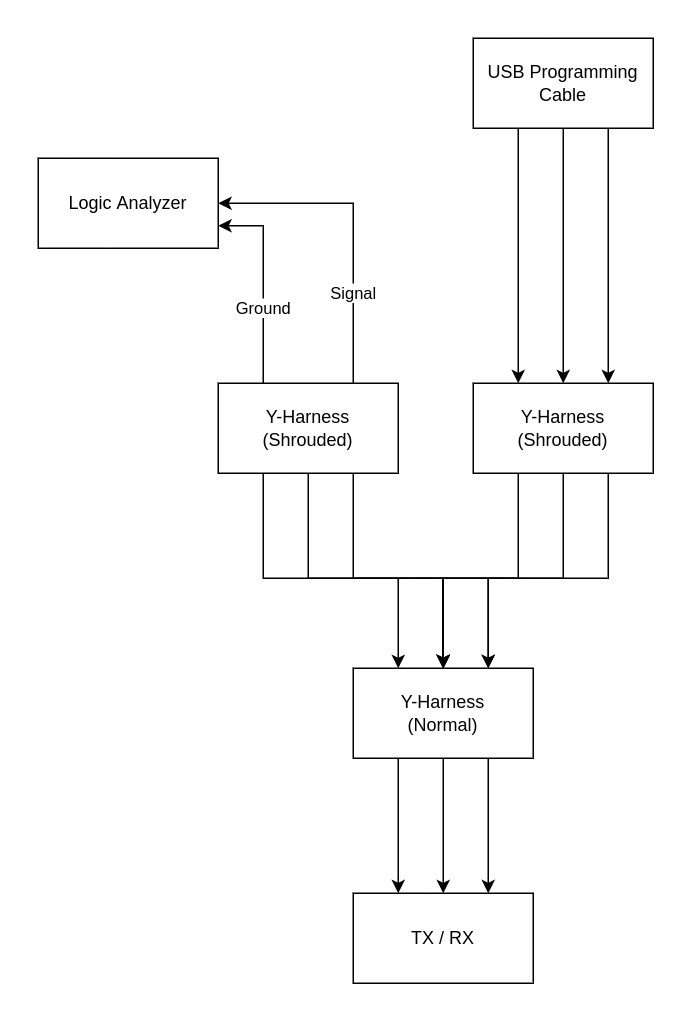 USB Programming
Cable
Logic Analyzer
Signal
Ground
Y-Harness
(Shrouded)
Y-Harness
(Shrouded)
Y-Harness
(Normal)
TX / RX